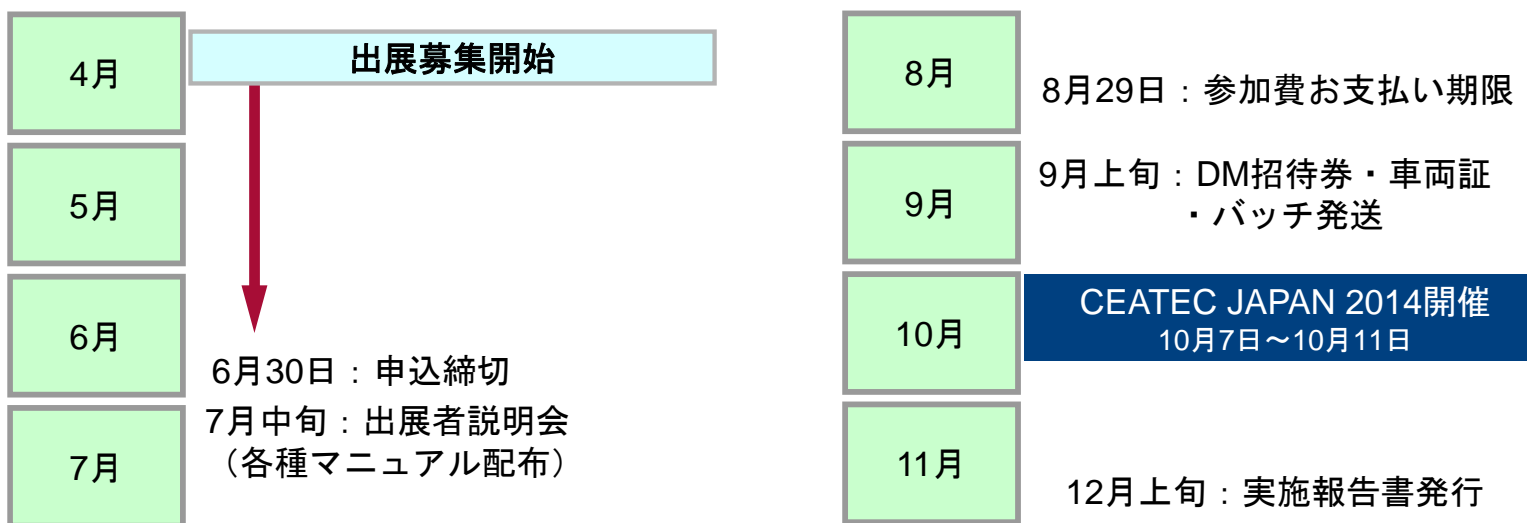 4月
出展募集開始
5月
6月
6月30日：申込締切
7月中旬：出展者説明会
（各種マニュアル配布）
7月
8月
8月29日：参加費お支払い期限
9月上旬：DM招待券・車両証
・バッチ発送
9月
10月
CEATEC JAPAN 2014開催
10月7日～10月11日
11月
12月上旬：実施報告書発行